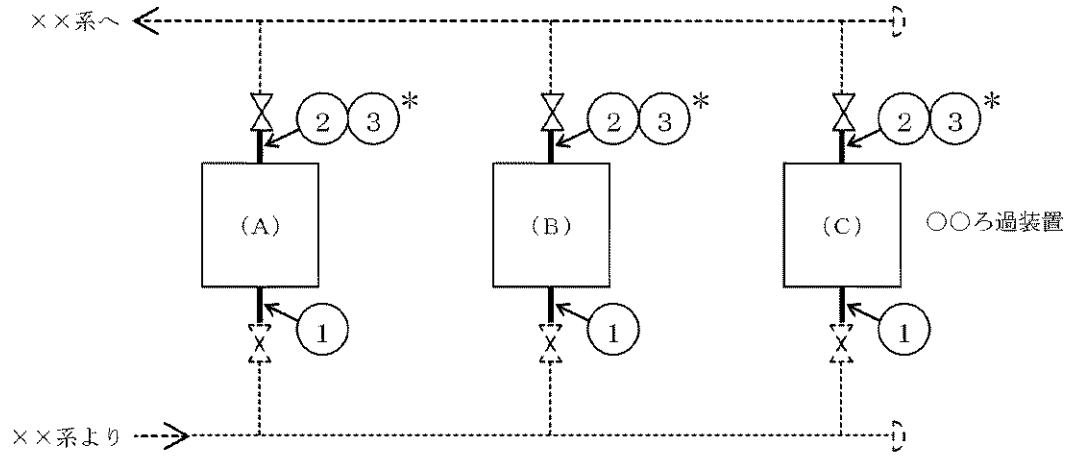 ××系へ
② ③ *
② ③ *
② ③ *
(A)
(B)
(C)
○○ろ過装置
①
①
①
××系より